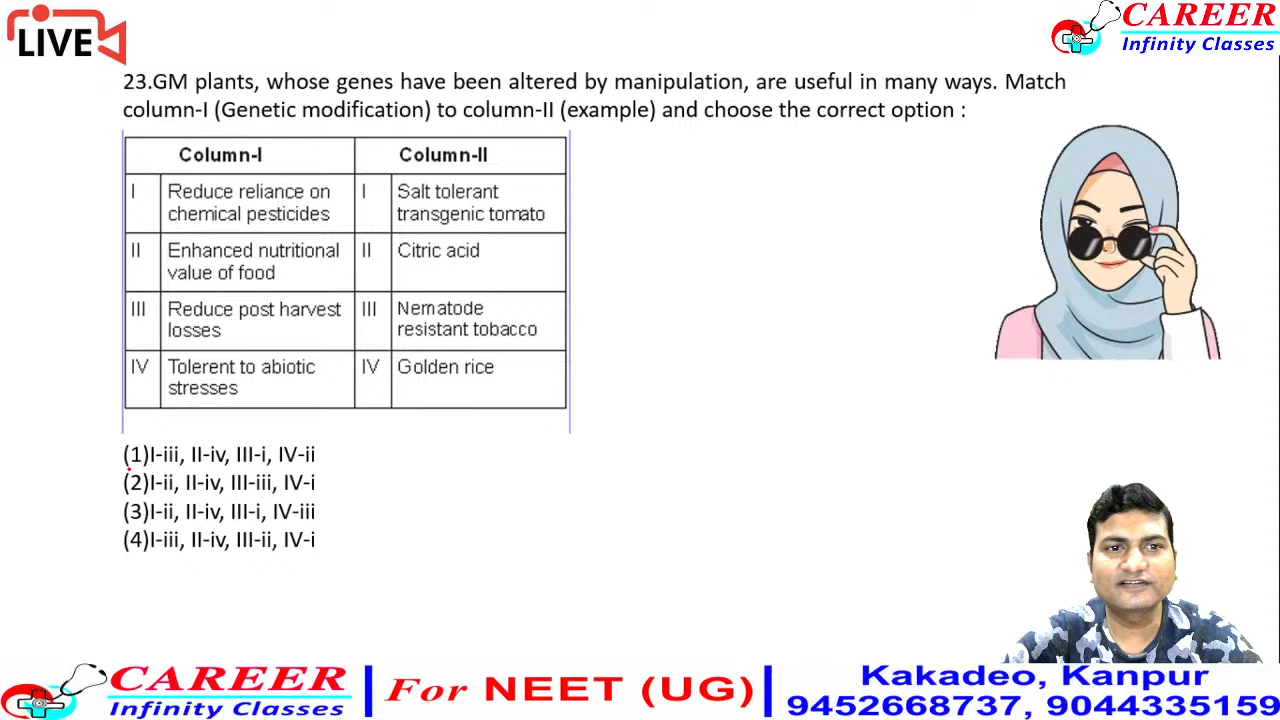 LIVE
CAREER
Infinity Classes
23.GM plants, whose genes have been altered by manipulation, are useful in many ways. Match
column-I (Genetic modification) to column-II (example) and choose the correct option :
Column-I Column-II
I Reduce reliance on chemical pesticides I Salt tolerant transgenic tomato
II Enhanced nutritional value of food II Citric acid
III Reduce post harvest losses III Nematode resistant tobacco
IV Tolerent to abiotic stresses IV Golden rice
(1)I-iii, II-iv, III-i, IV-ii
(2)I-ii, II-iv, III-iii, IV-i
(3)I-ii, II-iv, III-i, IV-iii
(4)I-iii, II-iv, III-ii, IV-i
CAREER
Infinity Classes
For NEET (UG)
Kakadeo, Kanpur
9452668737, 9044335159